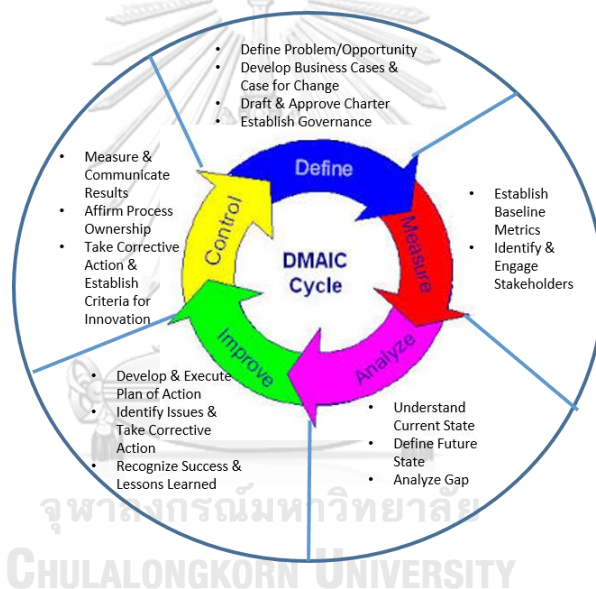 • Define Problem/Opportunity
• Develop Business Cases &
Case for Change
• Draft & Approve Charter
• Establish Governance
• Measure &
Communicate
Results
• Affirm Process
Ownership
• Take Corrective
Action &
Establish
Criteria for
Innovation
• Establish
Baseline
Metrics
• Identify &
Engage
Stakeholders
Define
Measure
Analyze
Improve
Control
DMAIC
Cycle
• Develop & Execute
Plan of Action
• Identify Issues &
Take Corrective
Action
• Recognize Success &
Lessons Learned
• Understand
Current State
• Define Future
State
• Analyze Gap
จุฬาลงกรณ์มหาวิทยาลัย
CHULALONGKORN UNIVERSITY